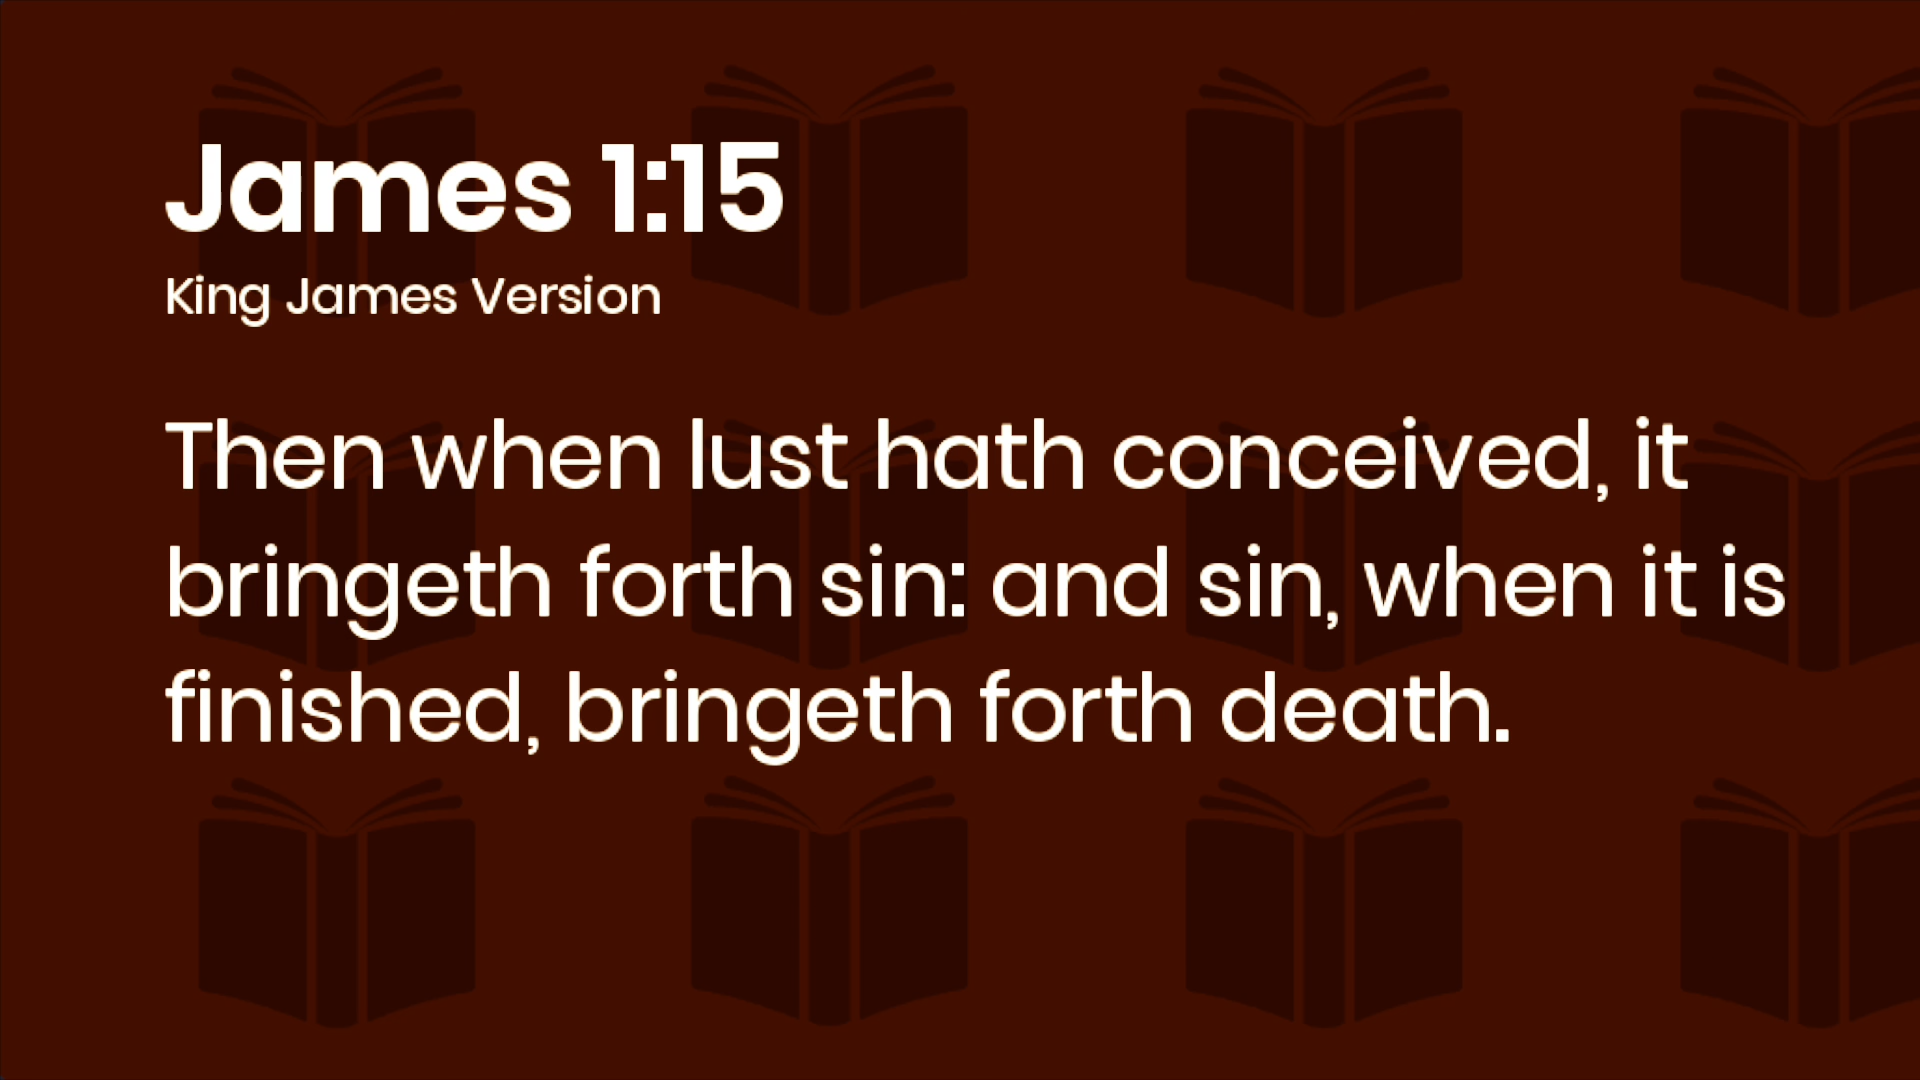 James 1:15
King James Version
Then when lust hath conceived, it
bringeth forth sin: and sin, when it is
finished, bringeth forth death.